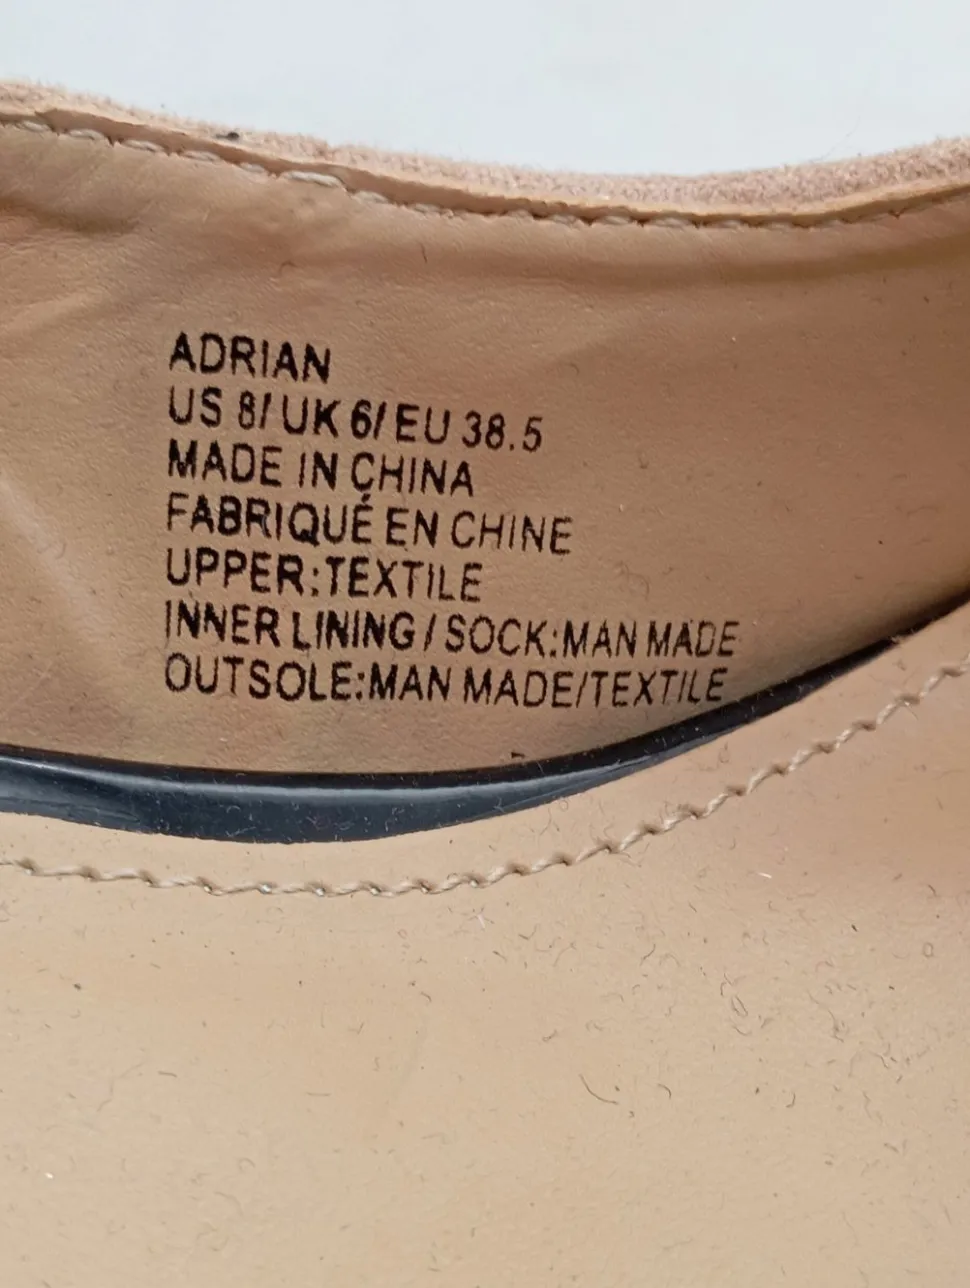 ADRIAN
US 8/ UK 6/ EU 38.5
MADE IN CHINA
FABRIQUÉ EN CHINE
UPPER:TEXTILE
INNER LINING / SOCK:MAN MADE
OUTSOLE:MAN MADE/TEXTILE